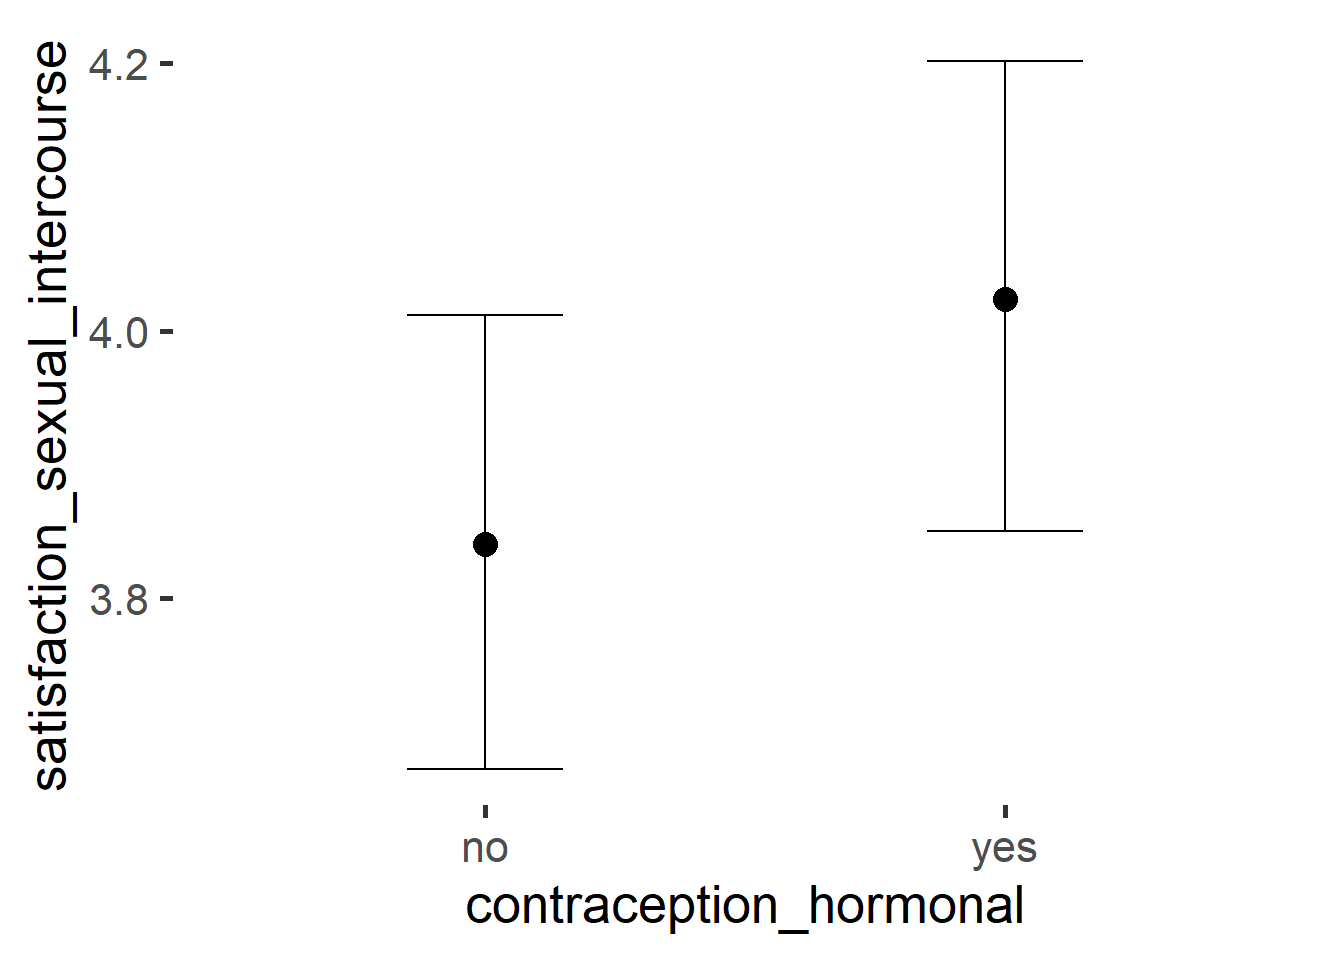 satisfaction_sexual_intercourse
4.2
4.0
3.8
no
yes
contraception_hormonal